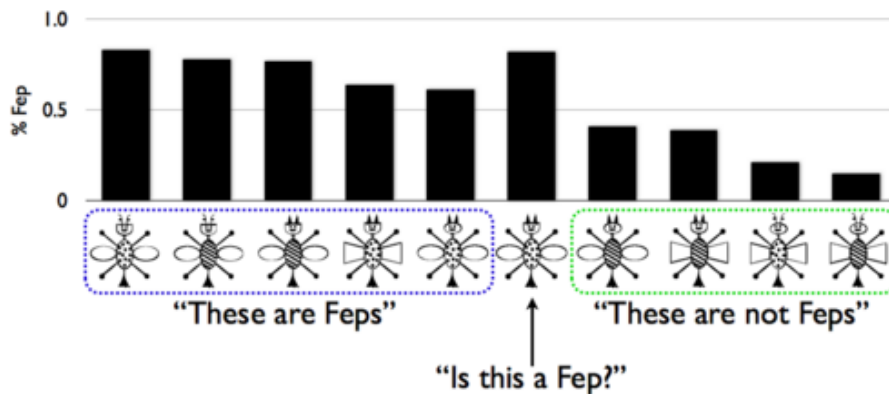 1.0
% Fep
0.5
0
“These are Feps”
“These are not Feps”
“Is this a Fep?”